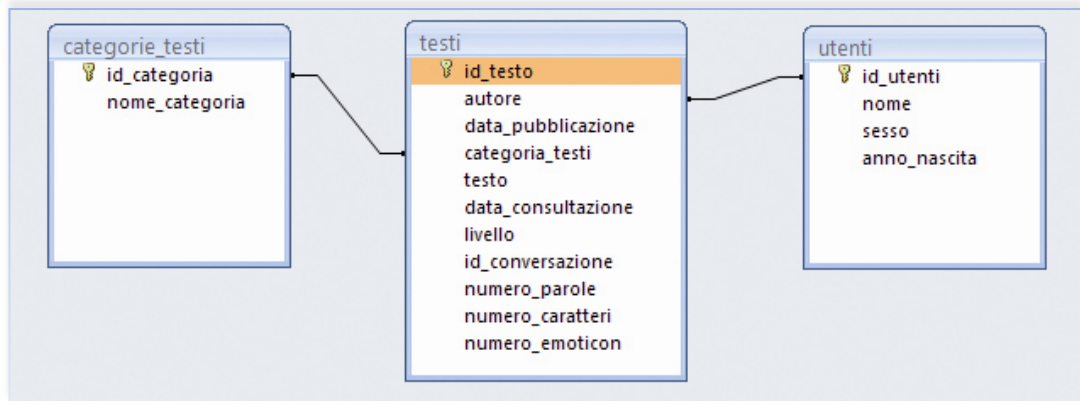 categorie_testi
id_categoria
nome_categoria
testi
id_testo
autore
data_pubblicazione
categoria_testi
testo
data_consultazione
livello
id_conversazione
numero_parole
numero_caratteri
numero_emoticon
utenti
id_utenti
nome
sesso
anno_nascita